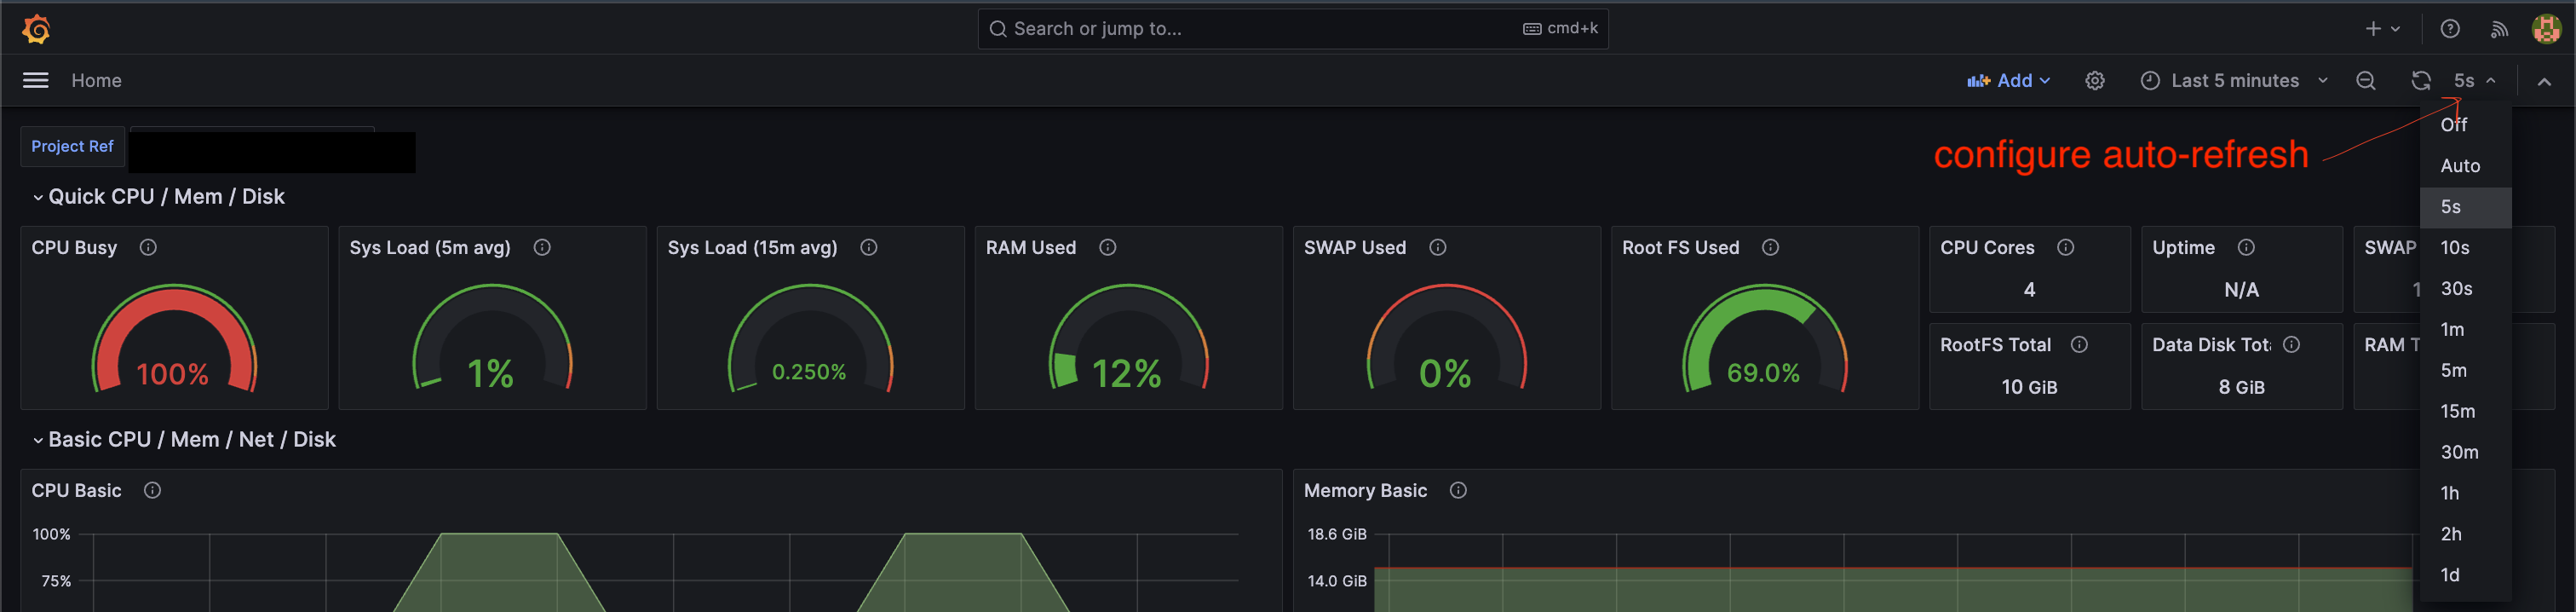 Search or jump to... cmd+k
Home Add Last 5 minutes 5s
configure auto-refresh
Off
Auto
5s
10s
30s
1m
5m
15m
30m
1h
2h
1d
Project Ref
Quick CPU / Mem / Disk
CPU Busy
100%
Sys Load (5m avg)
1%
Sys Load (15m avg)
0.250%
RAM Used
12%
SWAP Used
0%
Root FS Used
69.0%
CPU Cores
4
Uptime
N/A
SWAP
1
RootFS Total
10 GiB
Data Disk Tot
8 GiB
RAM T
Basic CPU / Mem / Net / Disk
CPU Basic
100%
75%
Memory Basic
18.6 GiB
14.0 GiB